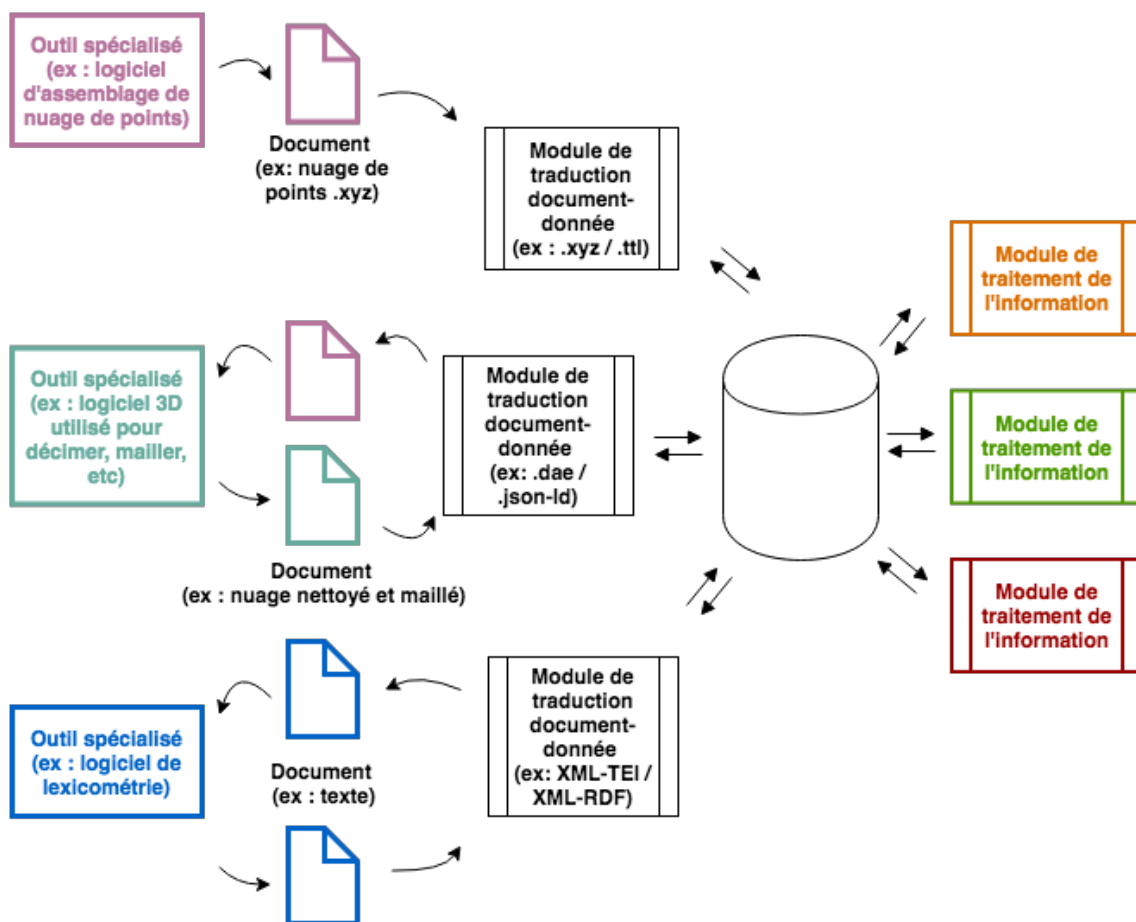 Outil spécialisé
(ex : logiciel
d'assemblage de
nuage de points)
Document
(ex: nuage de
points .xyz)
Module de
traduction
document-
donnée
(ex : .xyz / .ttl)
Module de
traitement de
l'information
Outil spécialisé
(ex : logiciel 3D
utilisé pour
décimer, mailler,
etc)
Module de
traduction
document-
donnée
(ex: .dae /
.json-ld)
Module de
traitement de
l'information
Document
(ex : nuage nettoyé et maillé)
Module de
traitement de
l'information
Outil spécialisé
(ex : logiciel de
lexicométrie)
Document
(ex : texte)
Module de
traduction
document-
donnée
(ex: XML-TEI /
XML-RDF)